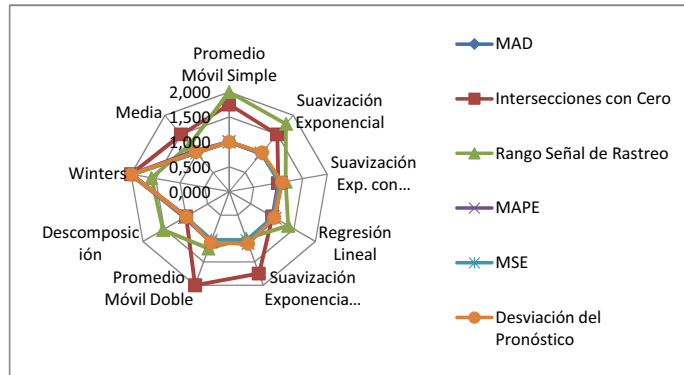 Promedio
Móvil Simple
Suavización
Exponencial
Suavización
Exp. con...
Regresión
Lineal
Suavización
Exponencia...
Promedio
Móvil Doble
Descomposic
ión
Winters
Media
2,000
1,500
1,000
0,500
0,000
MAD
Intersecciones con Cero
Rango Señal de Rastreo
MAPE
MSE
Desviación del
Pronóstico